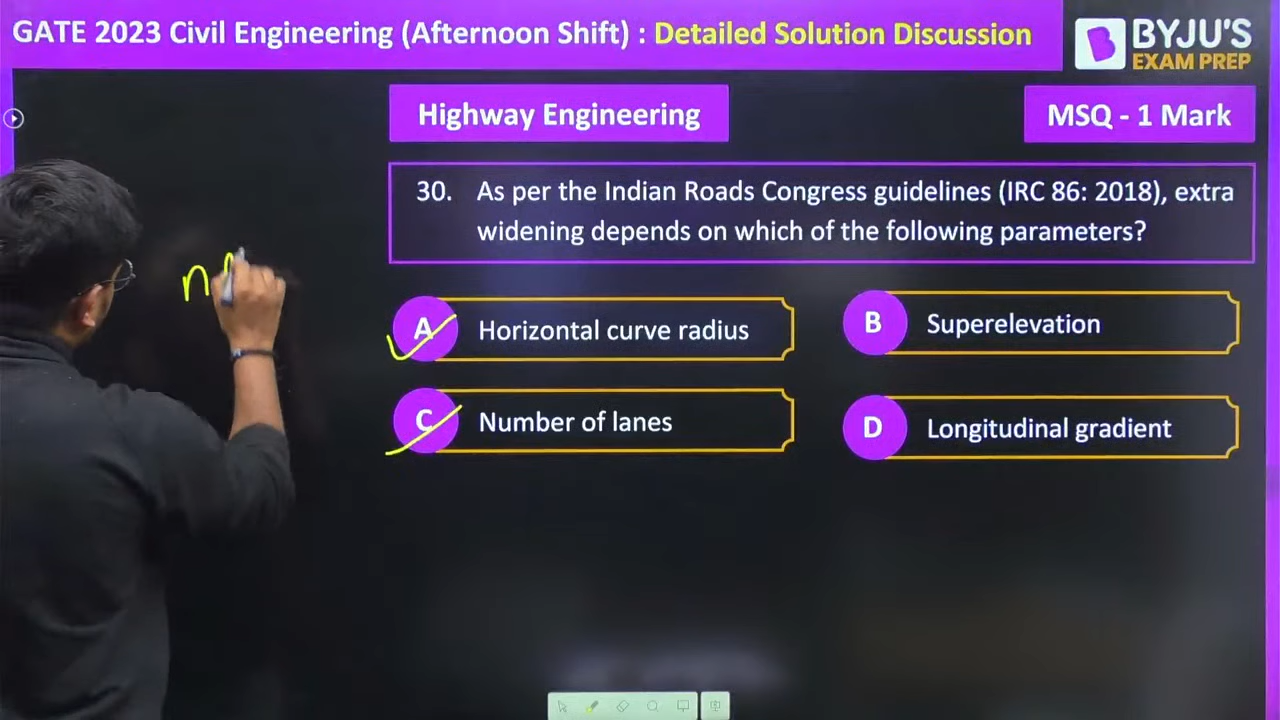 GATE 2023 Civil Engineering (Afternoon Shift) : Detailed Solution Discussion
BYJU'S
EXAM PREP
Highway Engineering
MSQ - 1 Mark
30. As per the Indian Roads Congress guidelines (IRC 86: 2018), extra
widening depends on which of the following parameters?
A Horizontal curve radius
B Superelevation
C Number of lanes
D Longitudinal gradient
n